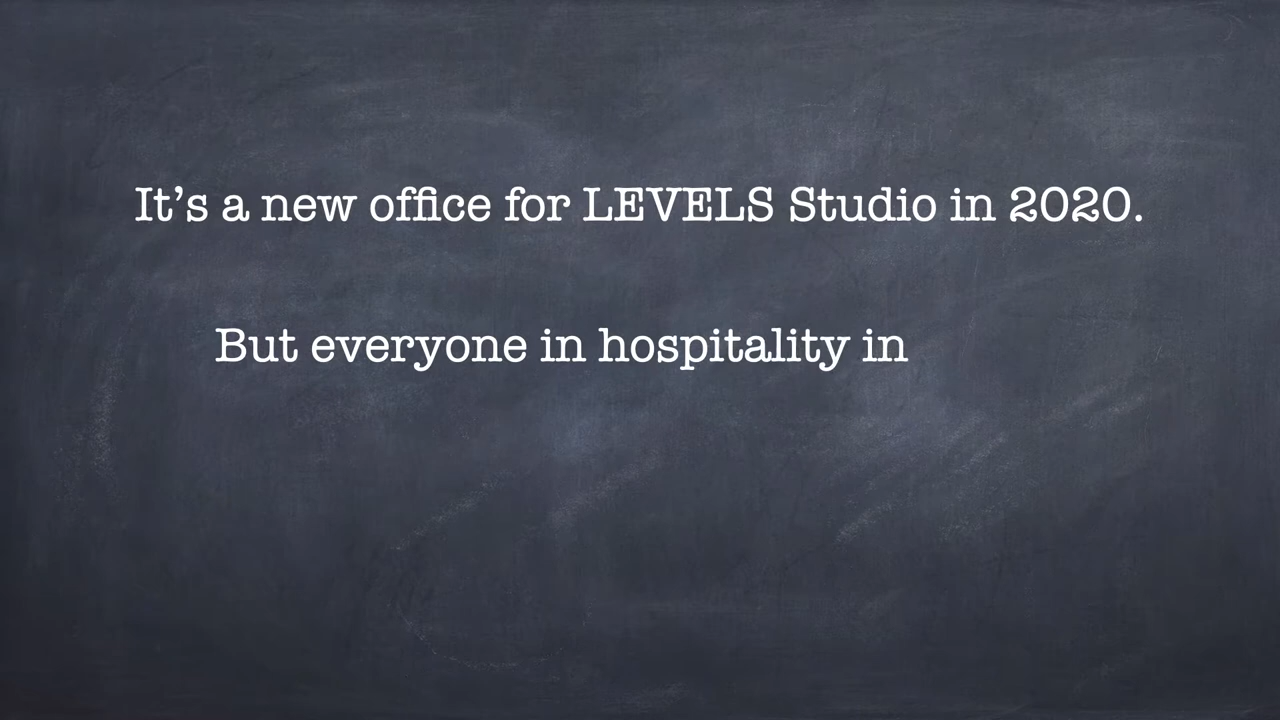 It’s a new office for LEVELS Studio in 2020.
But everyone in hospitality in